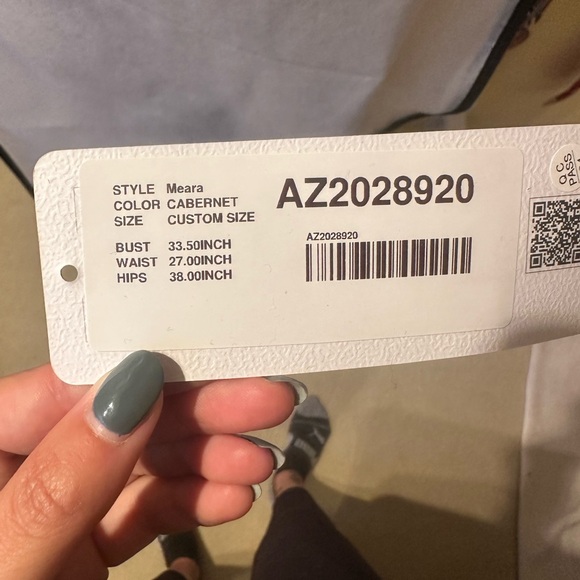 STYLE Meara
COLOR CABERNET
SIZE CUSTOM SIZE
BUST 33.50INCH
WAIST 27.00INCH
HIPS 38.00INCH
AZ2028920
AZ2028920
Q.C
PASS